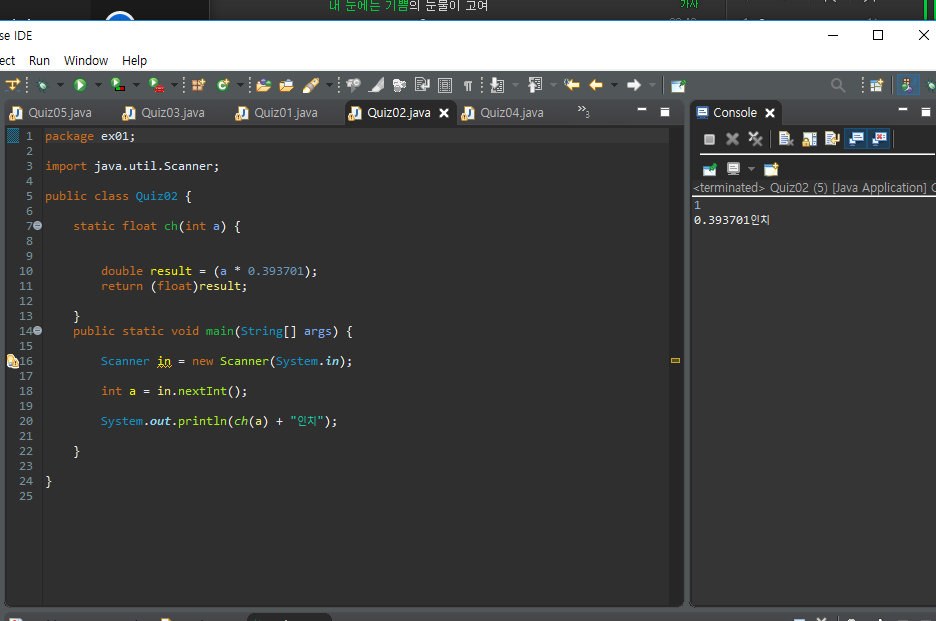 내 눈에는 기쁨의 눈물이 고여
가사
se IDE
ect Run Window Help
Quiz05.java Quiz03.java Quiz01.java Quiz02.java Quiz04.java »3
Console
<terminated> Quiz02 (5) [Java Application]
1
0.393701인치
1 package ex01;
2
3 import java.util.Scanner;
4
5 public class Quiz02 {
6
7 static float ch(int a) {
8
9
10 double result = (a * 0.393701);
11 return (float)result;
12
13 }
14 public static void main(String[] args) {
15
16 Scanner in = new Scanner(System.in);
17
18 int a = in.nextInt();
19
20 System.out.println(ch(a) + "인치");
21
22 }
23
24 }
25